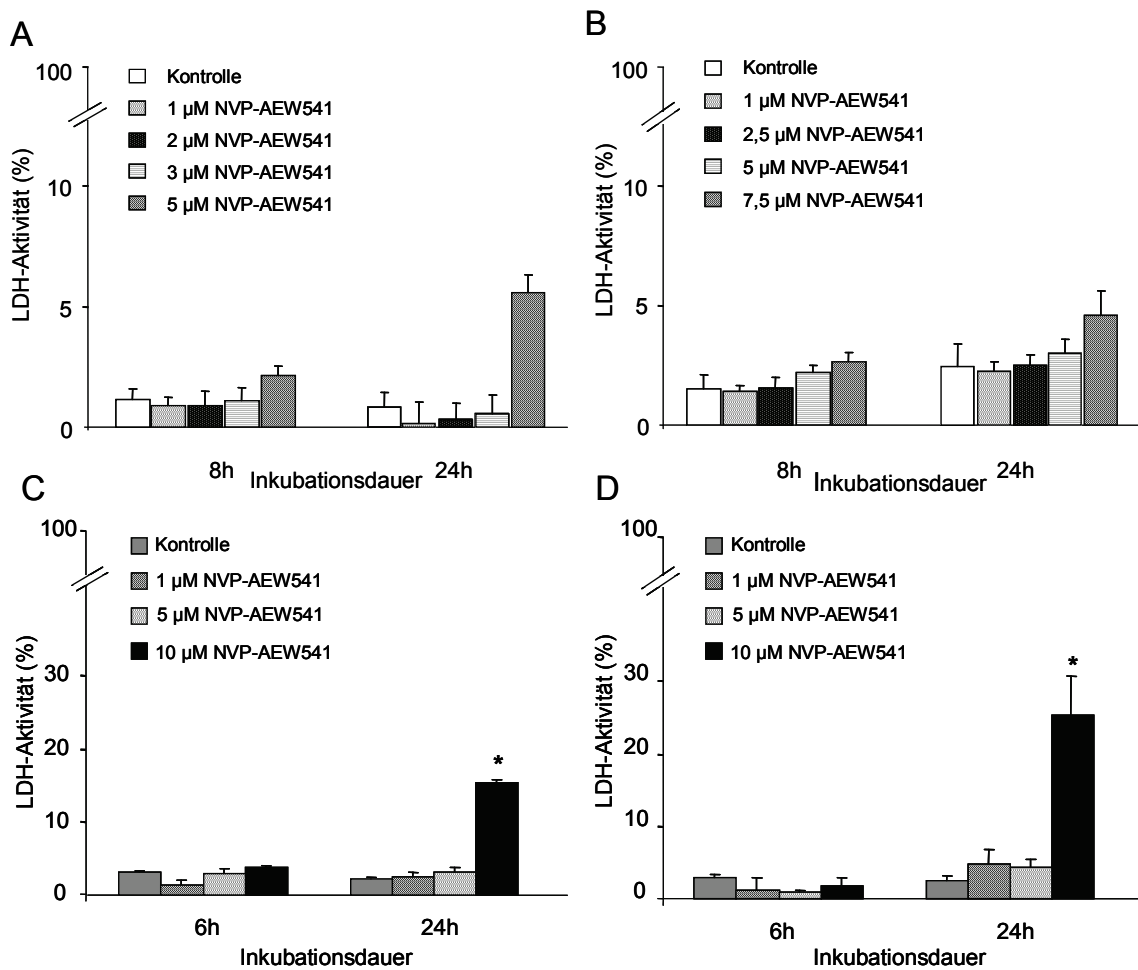 A
100
Kontrolle
1 µM NVP-AEW541
2 µM NVP-AEW541
3 µM NVP-AEW541
5 µM NVP-AEW541
LDH-Aktivität (%)
10
5
0
8h
24h
Inkubationsdauer
B
100
Kontrolle
1 µM NVP-AEW541
2,5 µM NVP-AEW541
5 µM NVP-AEW541
7,5 µM NVP-AEW541
LDH-Aktivität (%)
10
5
0
8h
24h
Inkubationsdauer
C
100
Kontrolle
1 µM NVP-AEW541
5 µM NVP-AEW541
10 µM NVP-AEW541
LDH-Aktivität (%)
30
20
10
0
*
6h
24h
Inkubationsdauer
D
100
Kontrolle
1 µM NVP-AEW541
5 µM NVP-AEW541
10 µM NVP-AEW541
LDH-Aktivität (%)
30
20
10
0
*
6h
24h
Inkubationsdauer